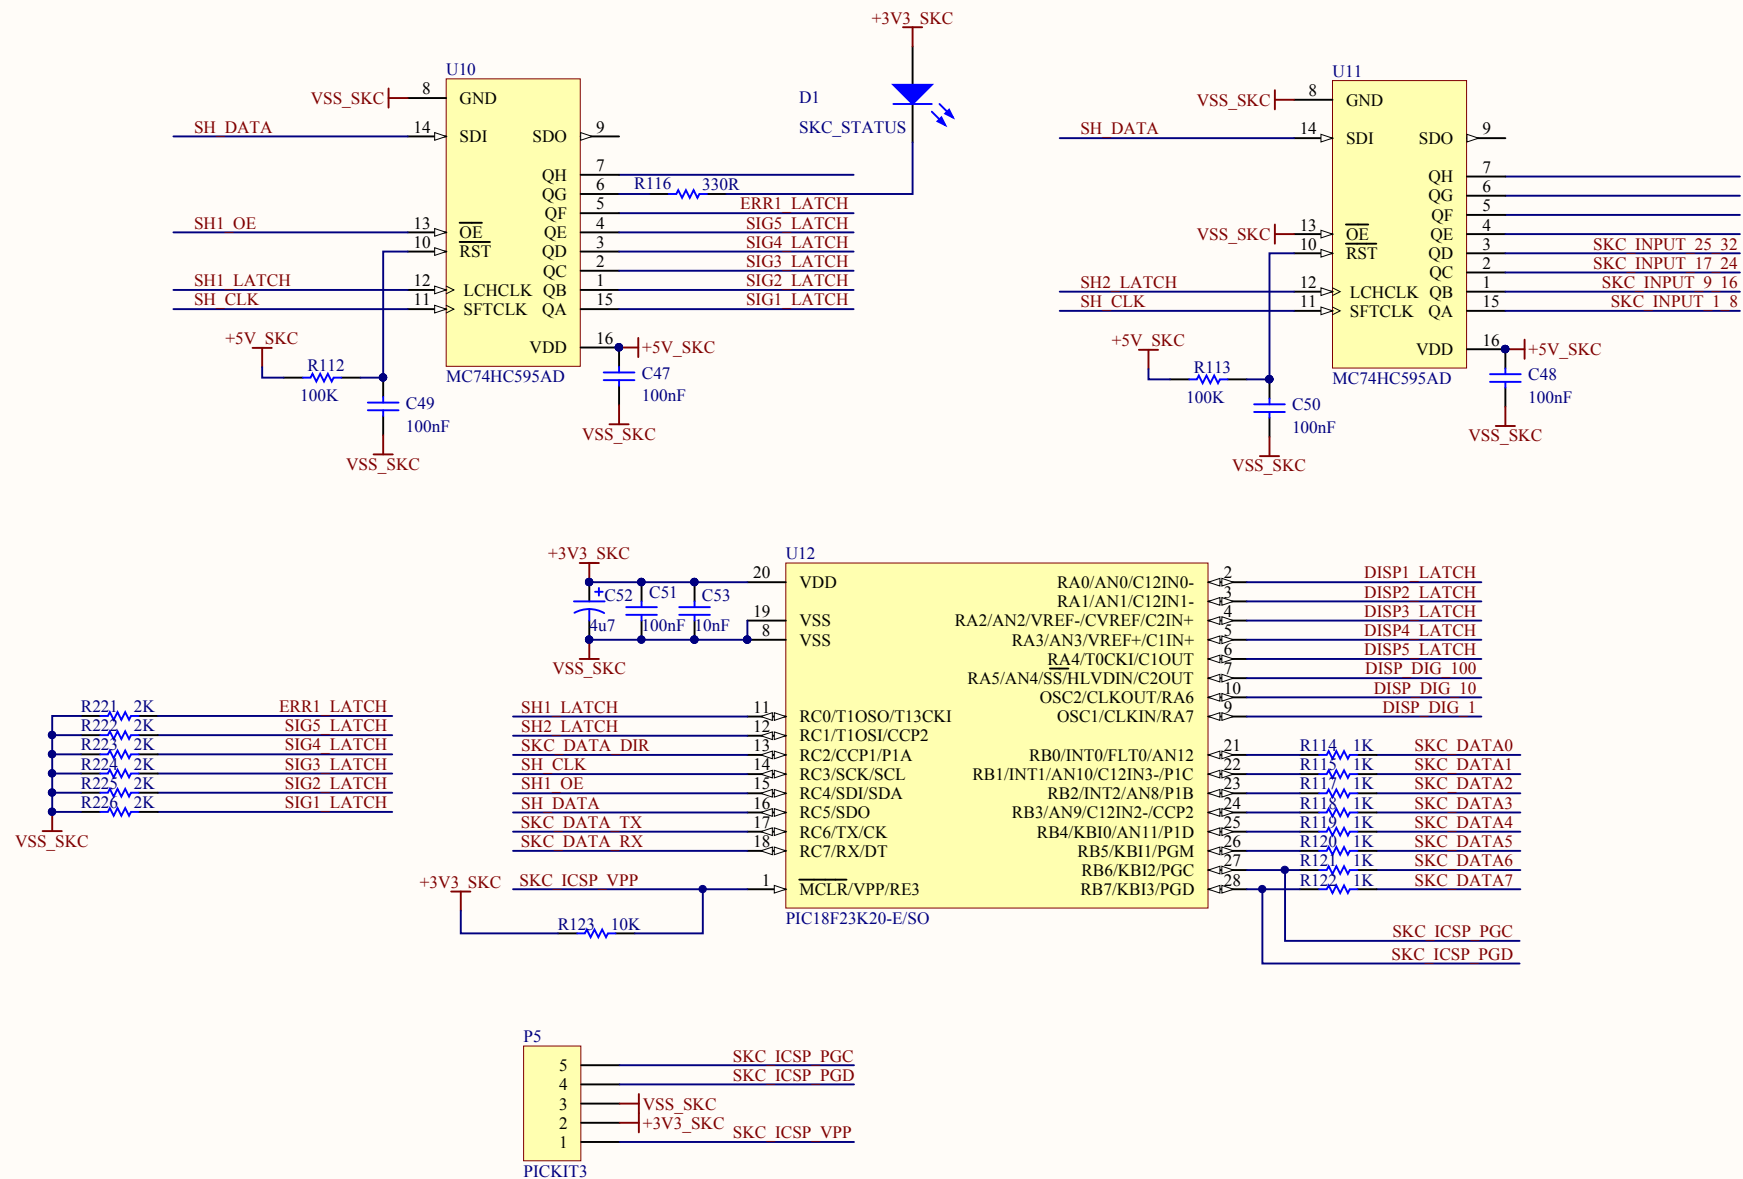 +3V3_SKC
U10
VSS_SKC 8 GND
SH_DATA 14 SDI SDO 9
QH 7
QG 6 R116 330R
QF 5 ERR1_LATCH
SH1_OE 13 OE QE 4 SIG5_LATCH
10 RST QD 3 SIG4_LATCH
QC 2 SIG3_LATCH
SH1_LATCH 12 LCHCLK QB 1 SIG2_LATCH
SH_CLK 11 SFTCLK QA 15 SIG1_LATCH
+5V_SKC
VDD 16 +5V_SKC
R112
100K
MC74HC595AD
C47
100nF
C49
100nF
VSS_SKC
VSS_SKC
D1
SKC_STATUS
U11
VSS_SKC 8 GND
SH_DATA 14 SDI SDO 9
QH 7
QG 6
QF 5
VSS_SKC 13 OE QE 4
10 RST QD 3 SKC_INPUT_25_32
QC 2 SKC_INPUT_17_24
SH2_LATCH 12 LCHCLK QB 1 SKC_INPUT_9_16
SH_CLK 11 SFTCLK QA 15 SKC_INPUT_1_8
+5V_SKC
VDD 16 +5V_SKC
R113
100K
MC74HC595AD
C48
100nF
C50
100nF
VSS_SKC
VSS_SKC
+3V3_SKC
U12
20 VDD
+ C52 C51 C53
4u7 100nF 10nF
19 VSS
8 VSS
VSS_SKC
RA0/AN0/C12IN0- 2 DISP1_LATCH
RA1/AN1/C12IN1- 3 DISP2_LATCH
RA2/AN2/VREF-/CVREF/C2IN+ 4 DISP3_LATCH
RA3/AN3/VREF+/C1IN+ 5 DISP4_LATCH
RA4/T0CKI/C1OUT 6 DISP5_LATCH
RA5/AN4/SS/HLVDIN/C2OUT 7 DISP_DIG_100
OSC2/CLKOUT/RA6 10 DISP_DIG_10
OSC1/CLKIN/RA7 9 DISP_DIG_1
R221 2K ERR1_LATCH
R222 2K SIG5_LATCH
R223 2K SIG4_LATCH
R224 2K SIG3_LATCH
R225 2K SIG2_LATCH
R226 2K SIG1_LATCH
VSS_SKC
SH1_LATCH 11 RC0/T1OSO/T13CKI
SH2_LATCH 12 RC1/T1OSI/CCP2
SKC_DATA_DIR 13 RC2/CCP1/P1A
SH_CLK 14 RC3/SCK/SCL
SH1_OE 15 RC4/SDI/SDA
SH_DATA 16 RC5/SDO
SKC_DATA_TX 17 RC6/TX/CK
SKC_DATA_RX 18 RC7/RX/DT
+3V3_SKC SKC_ICSP_VPP 1 MCLR/VPP/RE3
R123 10K
RB0/INT0/FLT0/AN12 21 R114 1K SKC_DATA0
RB1/INT1/AN10/C12IN3-/P1C 22 R115 1K SKC_DATA1
RB2/INT2/AN8/P1B 23 R117 1K SKC_DATA2
RB3/AN9/C12IN2-/CCP2 24 R118 1K SKC_DATA3
RB4/KBI0/AN11/P1D 25 R119 1K SKC_DATA4
RB5/KBI1/PGM 26 R120 1K SKC_DATA5
RB6/KBI2/PGC 27 R121 1K SKC_DATA6
RB7/KBI3/PGD 28 R122 1K SKC_DATA7
PIC18F23K20-E/SO
SKC_ICSP_PGC
SKC_ICSP_PGD
P5
5 SKC_ICSP_PGC
4 SKC_ICSP_PGD
3 VSS_SKC
2 +3V3_SKC
1 SKC_ICSP_VPP
PICKIT3